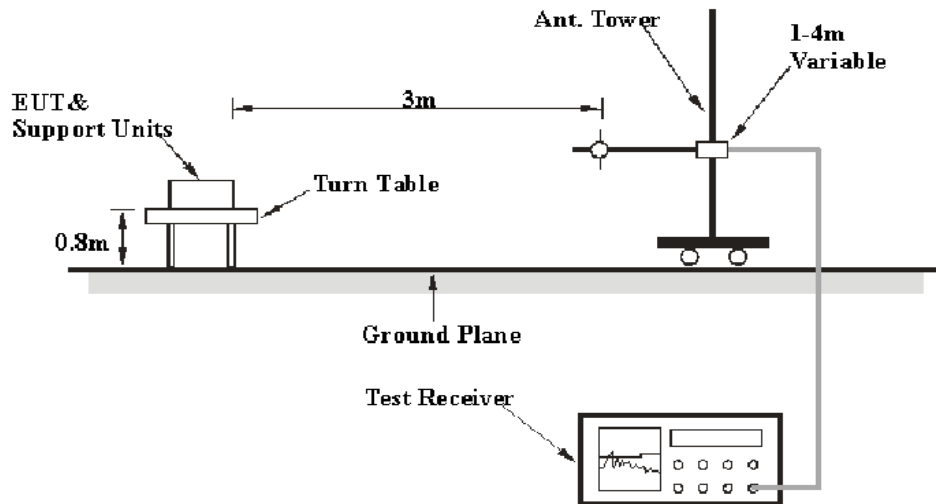 Ant. Tower
1-4m
Variable
EUT&
Support Units
3m
Turn Table
0.8m
Ground Plane
Test Receiver